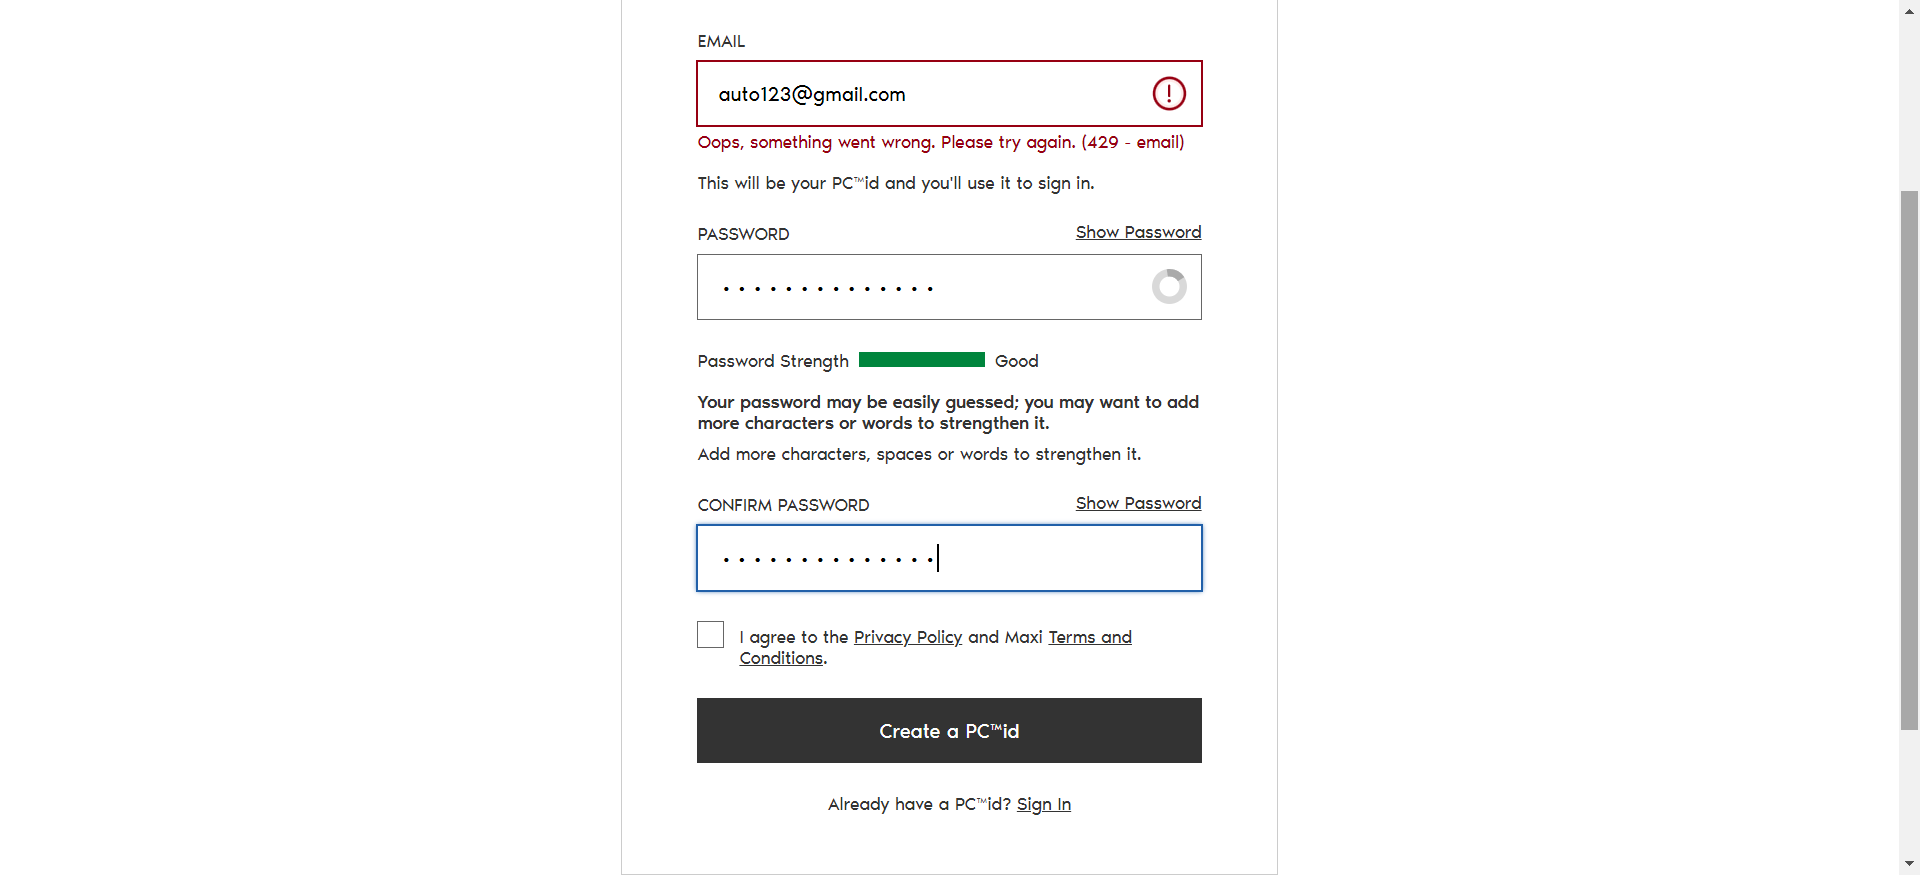 EMAIL
auto123@gmail.com
Oops, something went wrong. Please try again. (429 - email)
This will be your PC™id and you'll use it to sign in.
PASSWORD
Show Password
••••••••••••••
Password Strength
Good
Your password may be easily guessed; you may want to add
more characters or words to strengthen it.
Add more characters, spaces or words to strengthen it.
CONFIRM PASSWORD
Show Password
••••••••••••••
I agree to the Privacy Policy and Maxi Terms and
Conditions.
Create a PC™id
Already have a PC™id? Sign In